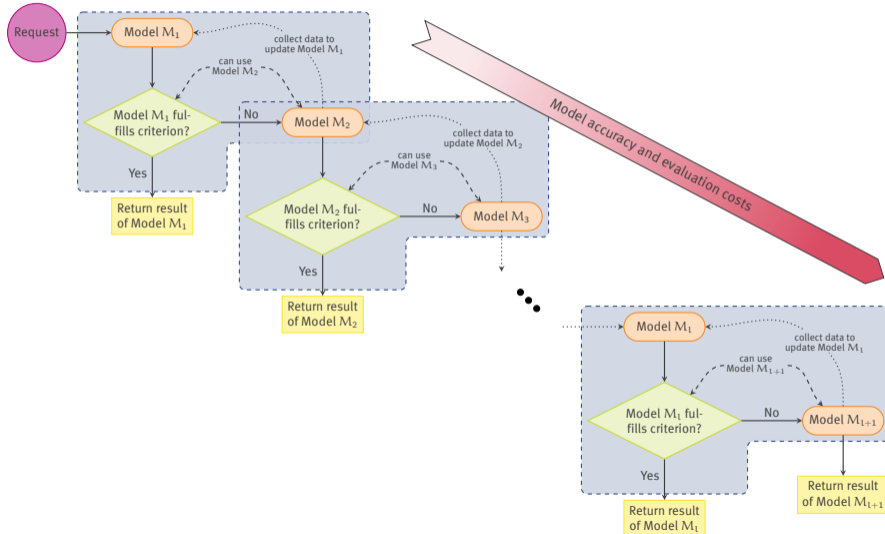 Request
Model M₁
collect data to
update Model M₁
can use
Model M₂
Model M₁ ful-
fills criterion?
No
Yes
Return result
of Model M₁
Model M₂
collect data to
update Model M₂
can use
Model M₃
Model M₂ ful-
fills criterion?
No
Yes
Return result
of Model M₂
Model M₃
Model accuracy and evaluation costs
Model Mₗ
collect data to
update Model Mₗ
can use
Model Mₗ₊₁
Model Mₗ ful-
fills criterion?
No
Yes
Return result
of Model Mₗ
Model Mₗ₊₁
Return result
of Model Mₗ₊₁